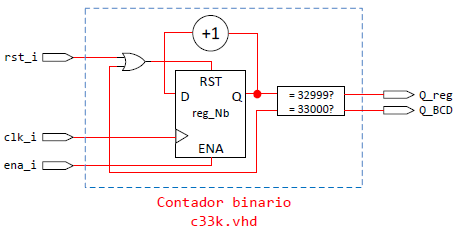 +1
rst_i
RST
D
Q
reg_Nb
= 32999?
= 33000?
Q_reg
Q_BCD
clk_i
ENA
ena_i
Contador binario
c33k.vhd